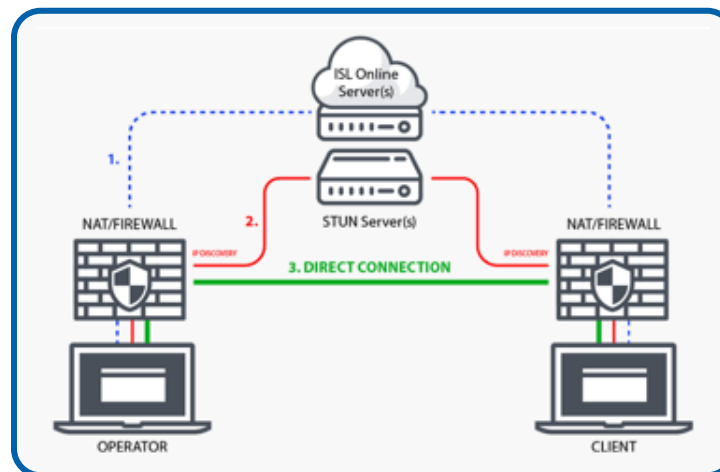 ISL Online
Server(s)
1.
2.
STUN Server(s)
NAT/FIREWALL
NAT/FIREWALL
IP DISCOVERY
IP DISCOVERY
3. DIRECT CONNECTION
OPERATOR
CLIENT